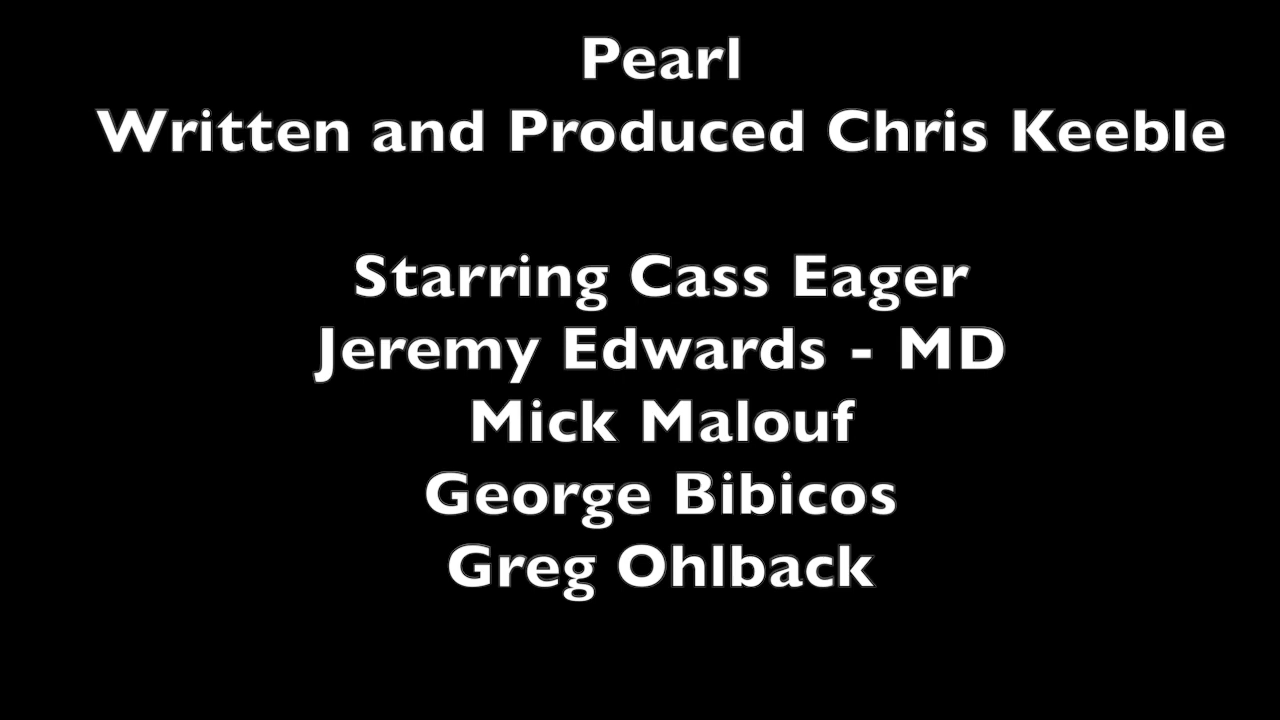 Pearl
Written and Produced Chris Keeble
Starring Cass Eager
Jeremy Edwards - MD
Mick Malouf
George Bibicos
Greg Ohlback